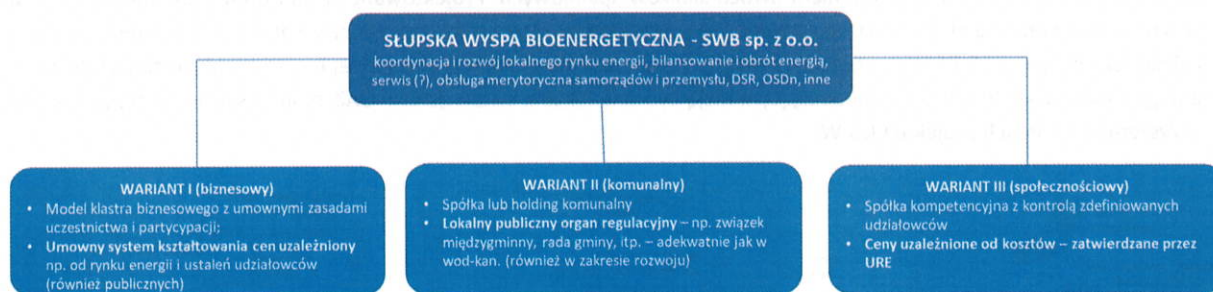 SŁUPSKA WYSPA BIOENERGETYCZNA - SWB sp. z o.o.
koordynacja i rozwój lokalnego rynku energii, bilansowanie i obrót energią,
serwis (?), obsługa merytoryczna samorządów i przemysłu, DSR, OSDn, inne
WARIANT I (biznesowy)
• Model klastra biznesowego z umownymi zasadami
uczestnictwa i partycypacji;
• Umowny system kształtowania cen uzależniony
np. od rynku energii i ustaleń udziałowców
(również publicznych)
WARIANT II (komunalny)
• Spółka lub holding komunalny
• Lokalny publiczny organ regulacyjny – np. związek
międzygminny, rada gminy, itp. – adekwatnie jak w
wod-kan. (również w zakresie rozwoju)
WARIANT III (społecznościowy)
• Spółka kompetencyjna z kontrolą zdefiniowanych
udziałowców
• Ceny uzależnione od kosztów – zatwierdzane przez
URE